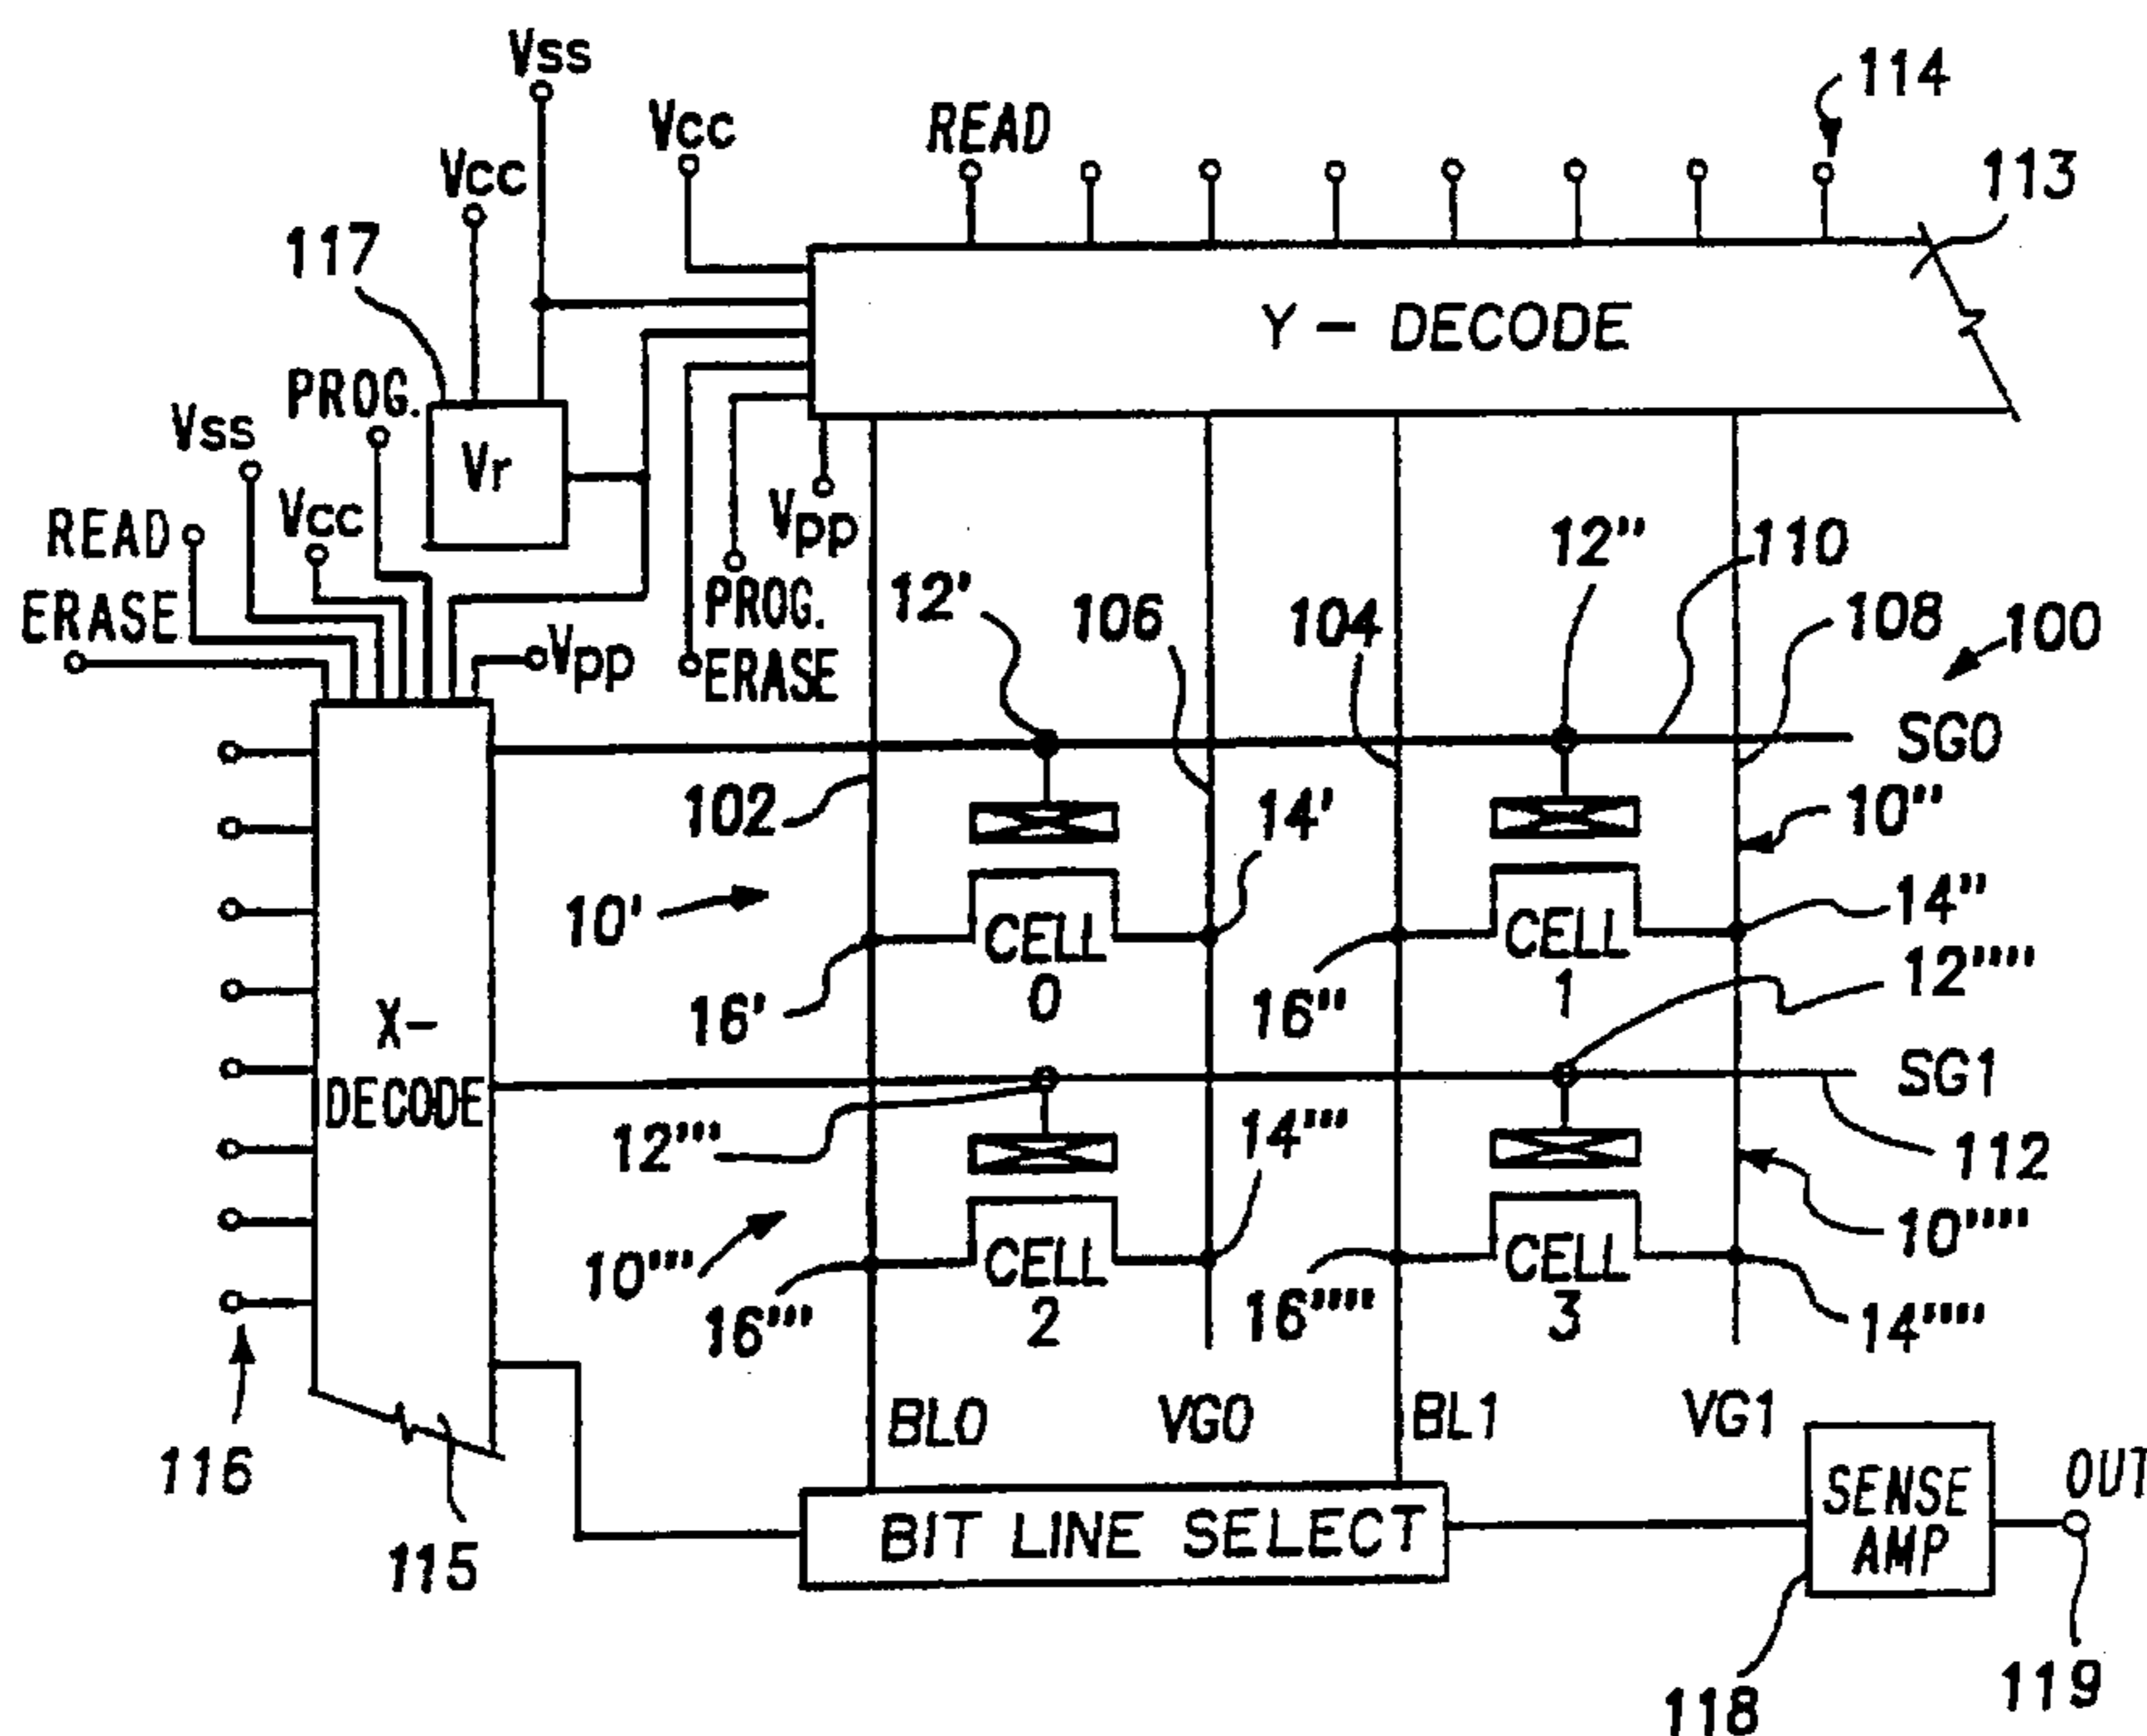 Vss
Vcc
READ
114
Vcc
113
117
Y - DECODE
PROG.
Vss
Vr
Vcc
Vpp
READ
12"
110
ERASE
12'
PROG.
106
104
108
100
Vpp
ERASE
SG0
102
14'
10"
10'
CELL
0
CELL
1
14"
12""
16'
16"
X-
DECODE
SG1
12'''
14'''
112
10'''
CELL
2
CELL
3
10""
16'''
16""
14""
BL0
VG0
BL1
VG1
116
SENSE
AMP
OUT
BIT LINE SELECT
115
118
119